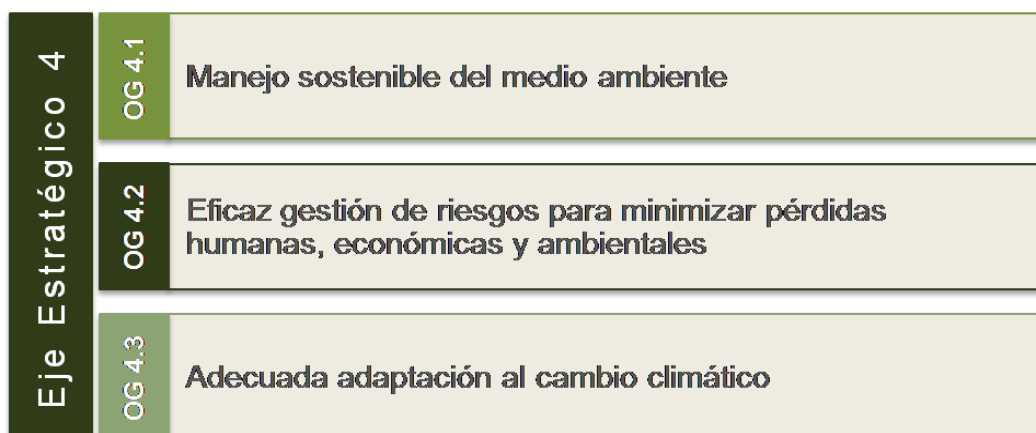 Eje Estratégico 4
OG 4.1
Manejo sostenible del medio ambiente
OG 4.2
Eficaz gestión de riesgos para minimizar pérdidas
humanas, económicas y ambientales
OG 4.3
Adecuada adaptación al cambio climático